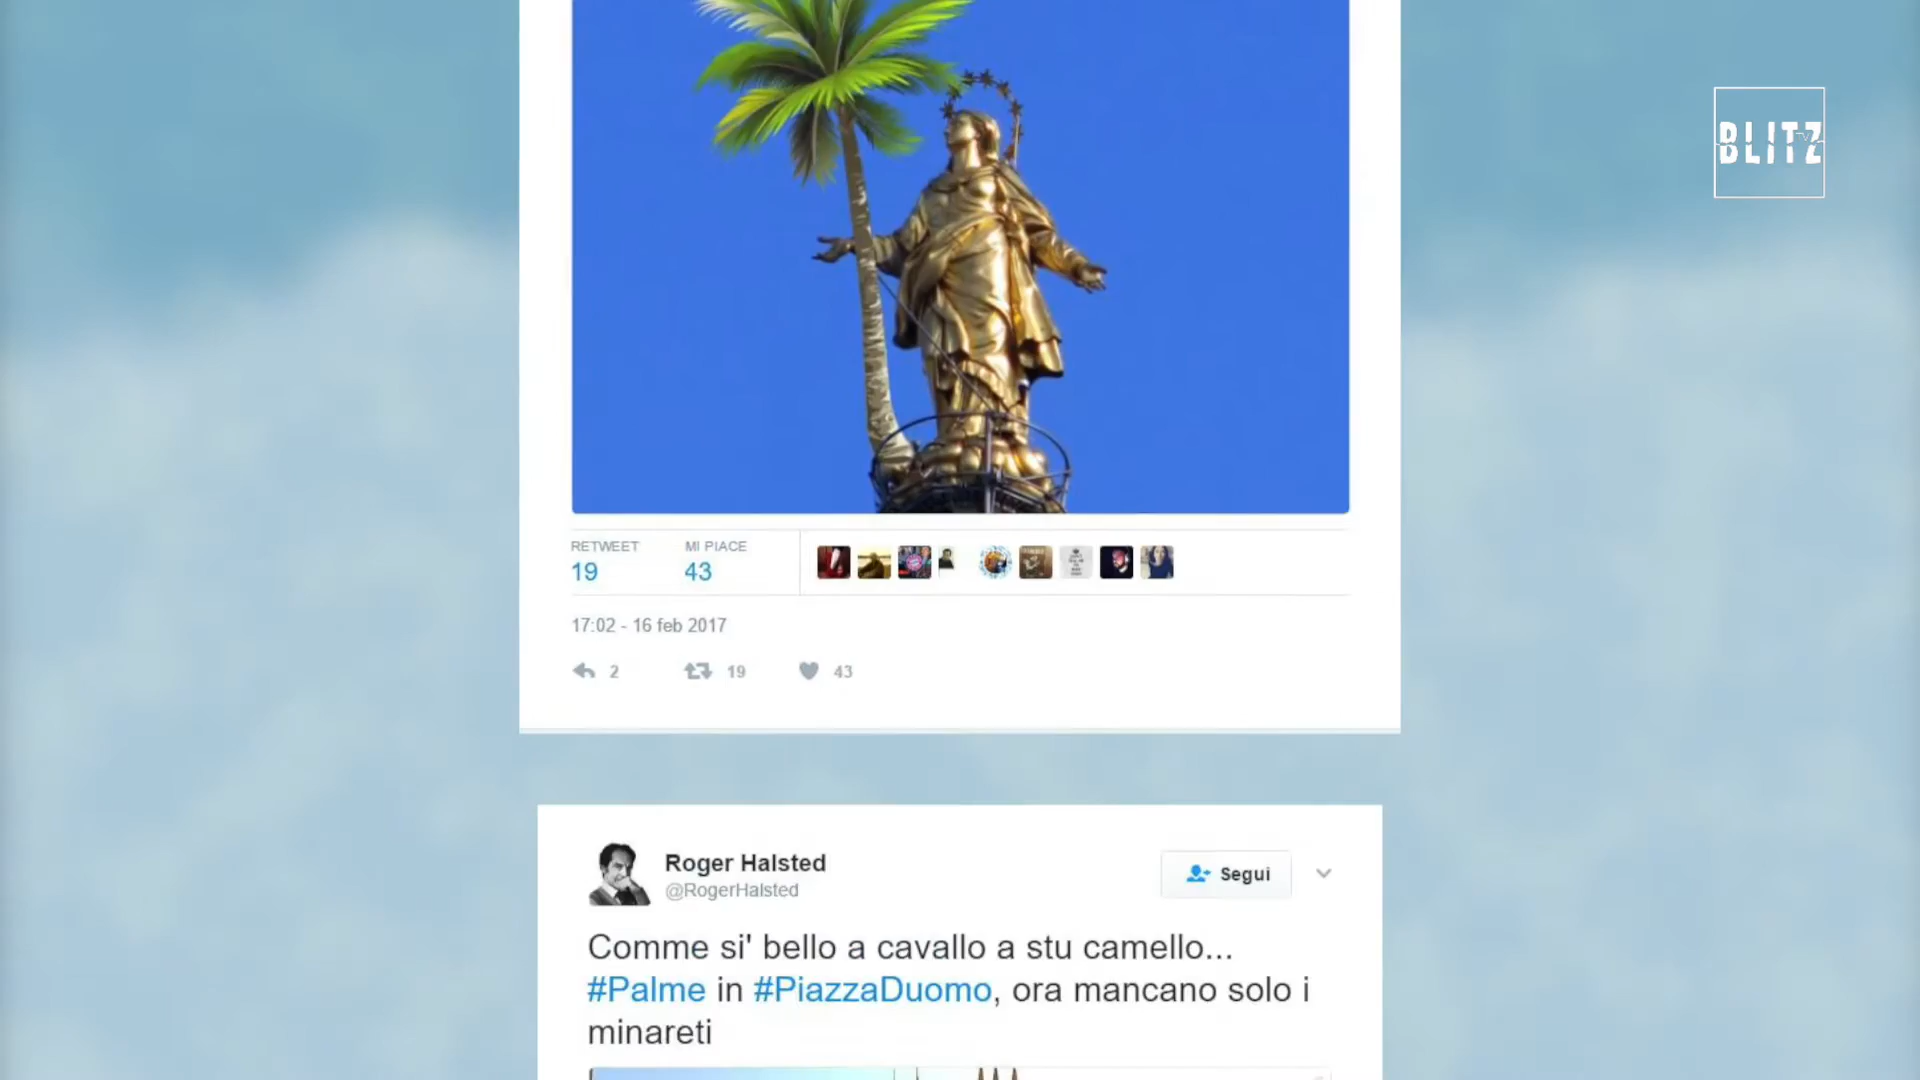 BLITZ
RETWEET MI PIACE
19 43
17:02 - 16 feb 2017
2 19 43
Roger Halsted
@RogerHalsted
Segui
Comme si' bello a cavallo a stu camello...
#Palme in #PiazzaDuomo, ora mancano solo i
minareti